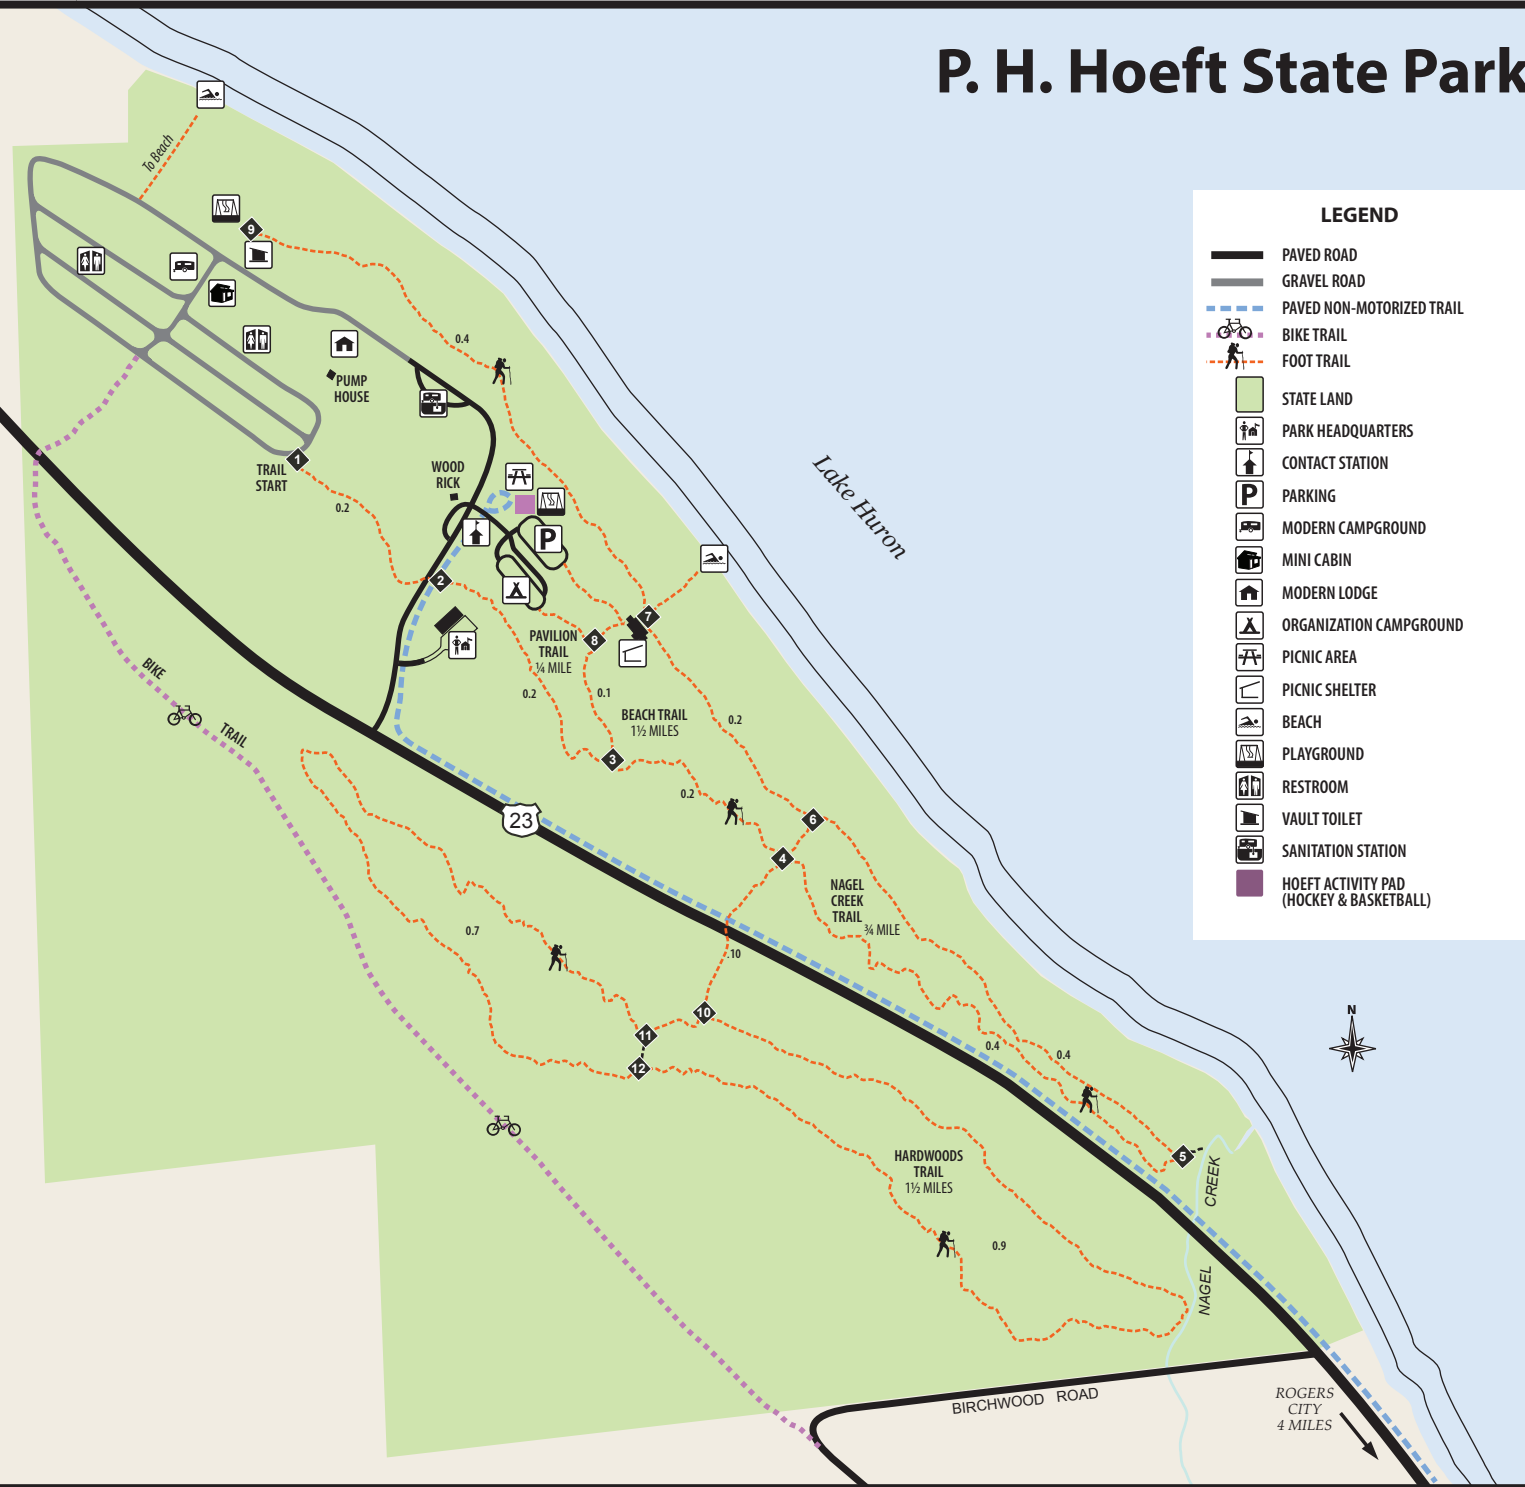 P. H. Hoeft State Park
LEGEND
PAVED ROAD
GRAVEL ROAD
PAVED NON-MOTORIZED TRAIL
BIKE TRAIL
FOOT TRAIL
STATE LAND
PARK HEADQUARTERS
CONTACT STATION
P
PARKING
MODERN CAMPGROUND
MINI CABIN
MODERN LODGE
ORGANIZATION CAMPGROUND
PICNIC AREA
PICNIC SHELTER
BEACH
PLAYGROUND
RESTROOM
VAULT TOILET
SANITATION STATION
HOEFT ACTIVITY PAD
(HOCKEY & BASKETBALL)
To Beach
9
0.4
PUMP
HOUSE
1
TRAIL
START
0.2
WOOD
RICK
P
Lake Huron
2
7
8
PAVILION
TRAIL
¼ MILE
0.2
0.1
BEACH TRAIL
1½ MILES
0.2
3
0.2
BIKE
TRAIL
23
6
4
NAGEL
CREEK
TRAIL
¾ MILE
0.7
.10
10
11
12
0.4
0.4
N
5
CREEK
NAGEL
HARDWOODS
TRAIL
1½ MILES
0.9
BIRCHWOOD ROAD
ROGERS
CITY
4 MILES